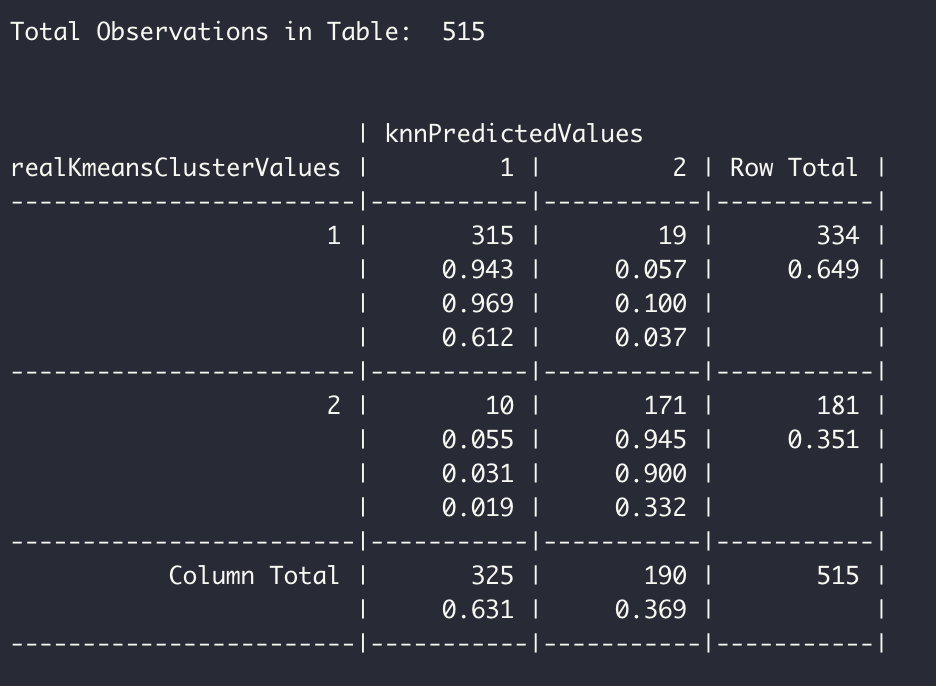 Total Observations in Table:  515
                         | knnPredictedValues
realKmeansClusterValues |         1 |         2 | Row Total |
------------------------|-----------|-----------|-----------|
                      1 |       315 |        19 |       334 |
                        |     0.943 |     0.057 |     0.649 |
                        |     0.969 |     0.100 |           |
                        |     0.612 |     0.037 |           |
------------------------|-----------|-----------|-----------|
                      2 |        10 |       171 |       181 |
                        |     0.055 |     0.945 |     0.351 |
                        |     0.031 |     0.900 |           |
                        |     0.019 |     0.332 |           |
------------------------|-----------|-----------|-----------|
           Column Total |       325 |       190 |       515 |
                        |     0.631 |     0.369 |           |
------------------------|-----------|-----------|-----------|